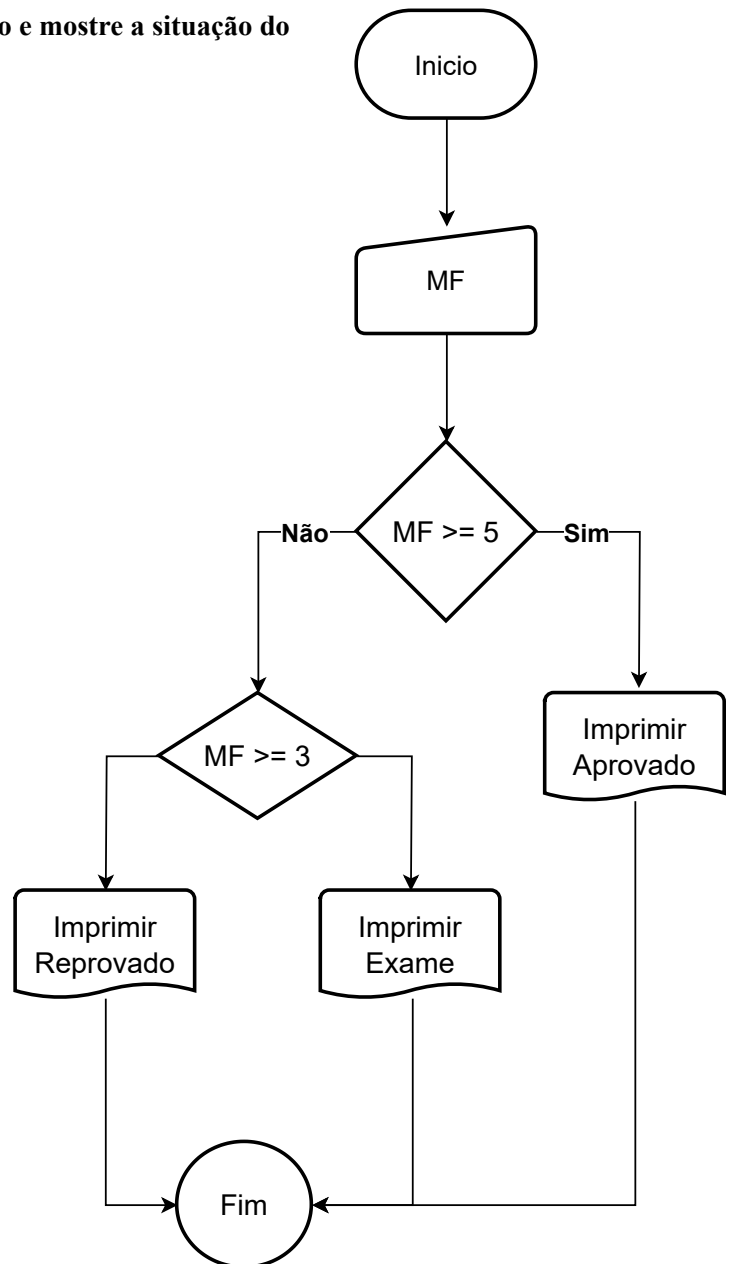 o e mostre a situação do
Inicio
MF
MF >= 5
Não
Sim
MF >= 3
Imprimir
Aprovado
Imprimir
Reprovado
Imprimir
Exame
Fim